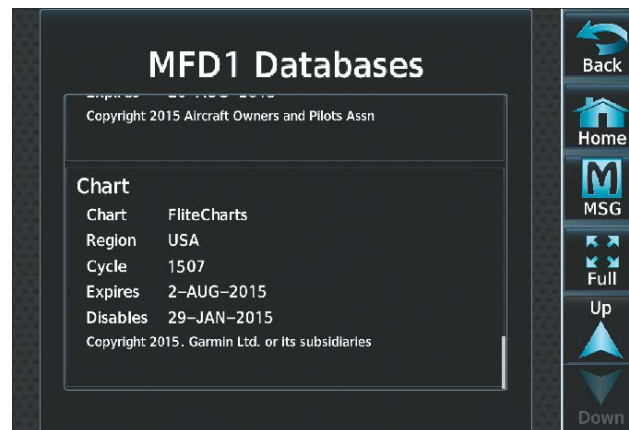 MFD1 Databases
Copyright 2015 Aircraft Owners and Pilots Assn
Chart
Chart FliteCharts
Region USA
Cycle 1507
Expires 2–AUG–2015
Disables 29–JAN–2015
Copyright 2015. Garmin Ltd. or its subsidiaries
Back
Home
MSG
Full
Up
Down